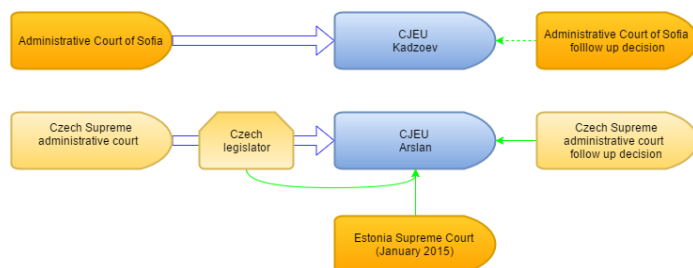 Administrative Court of Sofia
CJEU
Kadzoev
Administrative Court of Sofia
follow up decision
Czech Supreme
administrative court
Czech
legislator
CJEU
Arslan
Czech Supreme
administrative court
follow up decision
Estonia Supreme Court
(January 2015)